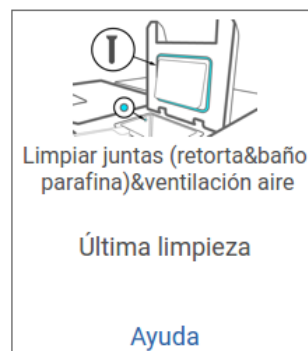 Limpiar juntas (retorta&baño
parafina)&ventilación aire
Última limpieza
Ayuda